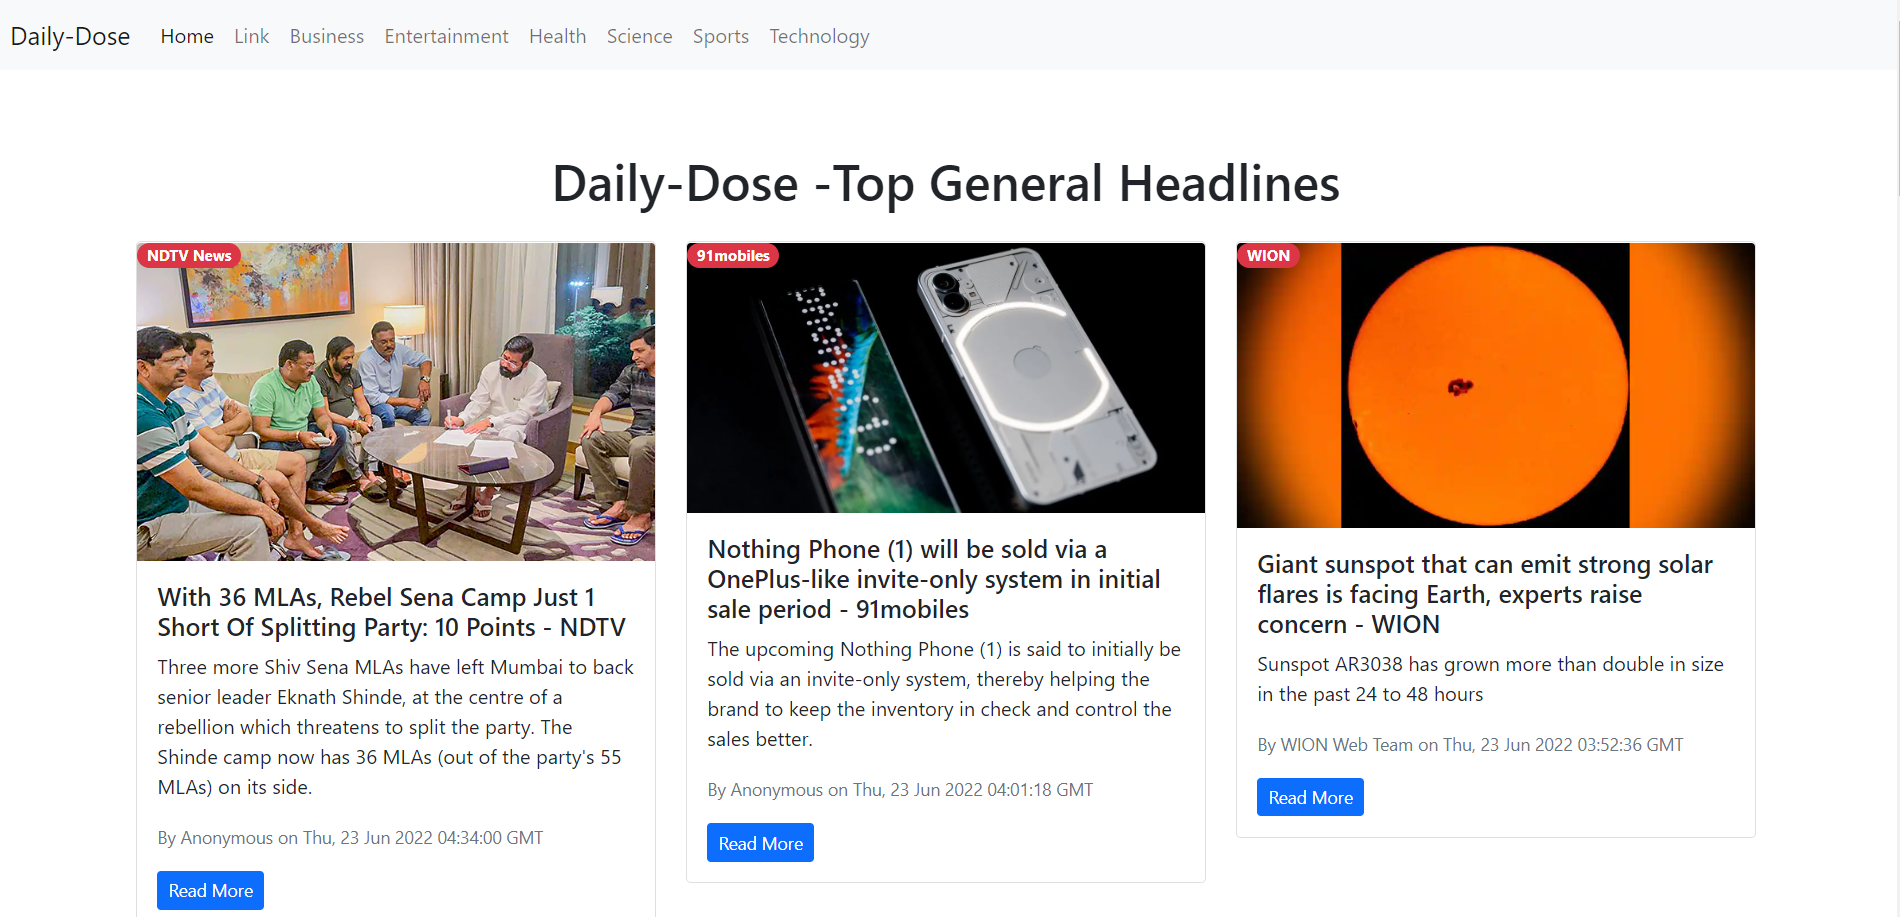 Daily-Dose Home Link Business Entertainment Health Science Sports Technology
Daily-Dose -Top General Headlines
NDTV News
With 36 MLAs, Rebel Sena Camp Just 1
Short Of Splitting Party: 10 Points - NDTV
Three more Shiv Sena MLAs have left Mumbai to back
senior leader Eknath Shinde, at the centre of a
rebellion which threatens to split the party. The
Shinde camp now has 36 MLAs (out of the party's 55
MLAs) on its side.
By Anonymous on Thu, 23 Jun 2022 04:34:00 GMT
Read More
91mobiles
Nothing Phone (1) will be sold via a
OnePlus-like invite-only system in initial
sale period - 91mobiles
The upcoming Nothing Phone (1) is said to initially be
sold via an invite-only system, thereby helping the
brand to keep the inventory in check and control the
sales better.
By Anonymous on Thu, 23 Jun 2022 04:01:18 GMT
Read More
WION
Giant sunspot that can emit strong solar
flares is facing Earth, experts raise
concern - WION
Sunspot AR3038 has grown more than double in size
in the past 24 to 48 hours
By WION Web Team on Thu, 23 Jun 2022 03:52:36 GMT
Read More